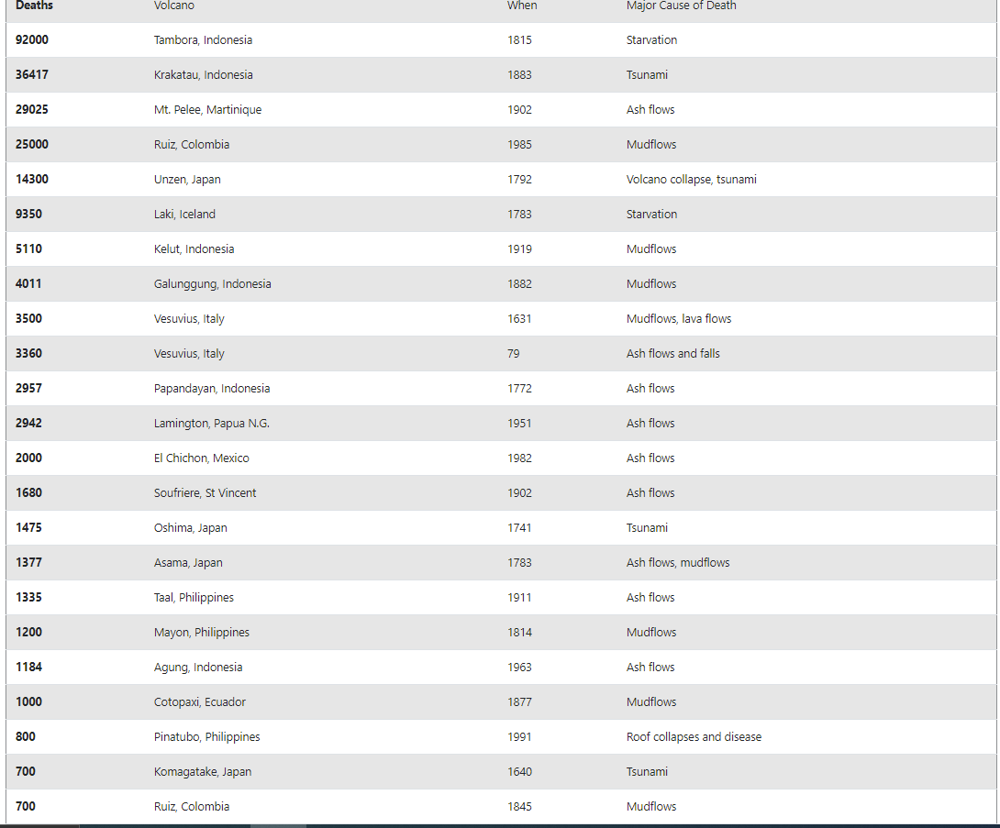 Deaths Volcano When Major Cause of Death
92000 Tambora, Indonesia 1815 Starvation
36417 Krakatau, Indonesia 1883 Tsunami
29025 Mt. Pelee, Martinique 1902 Ash flows
25000 Ruiz, Colombia 1985 Mudflows
14300 Unzen, Japan 1792 Volcano collapse, tsunami
9350 Laki, Iceland 1783 Starvation
5110 Kelut, Indonesia 1919 Mudflows
4011 Galunggung, Indonesia 1882 Mudflows
3500 Vesuvius, Italy 1631 Mudflows, lava flows
3360 Vesuvius, Italy 79 Ash flows and falls
2957 Papandayan, Indonesia 1772 Ash flows
2942 Lamington, Papua N.G. 1951 Ash flows
2000 El Chichon, Mexico 1982 Ash flows
1680 Soufriere, St Vincent 1902 Ash flows
1475 Oshima, Japan 1741 Tsunami
1377 Asama, Japan 1783 Ash flows, mudflows
1335 Taal, Philippines 1911 Ash flows
1200 Mayon, Philippines 1814 Mudflows
1184 Agung, Indonesia 1963 Ash flows
1000 Cotopaxi, Ecuador 1877 Mudflows
800 Pinatubo, Philippines 1991 Roof collapses and disease
700 Komagatake, Japan 1640 Tsunami
700 Ruiz, Colombia 1845 Mudflows